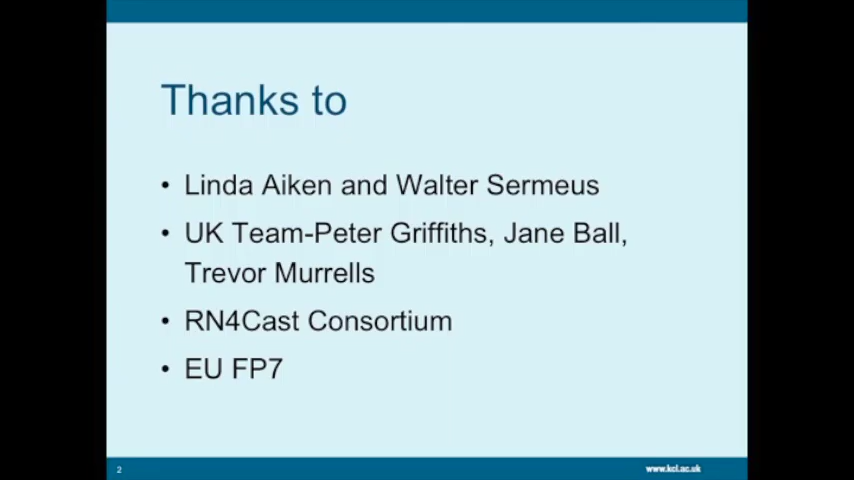 Thanks to
• Linda Aiken and Walter Sermeus
• UK Team-Peter Griffiths, Jane Ball,
Trevor Murrells
• RN4Cast Consortium
• EU FP7
2
www.kcl.ac.uk